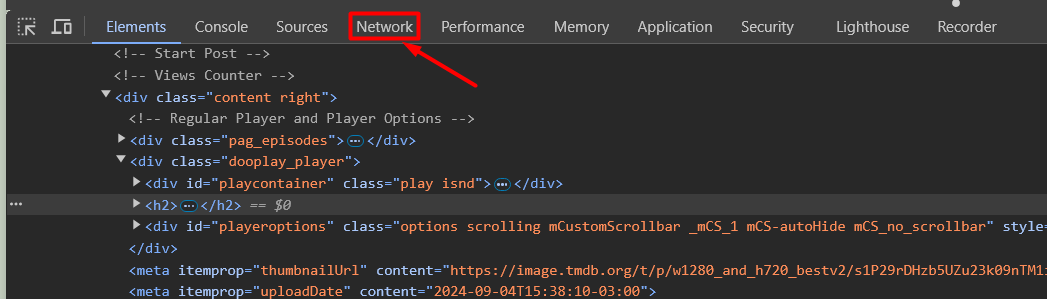 Elements Console Sources Network Performance Memory Application Security Lighthouse Recorder
<!-- Start Post -->
<!-- Views Counter -->
<div class="content right">
<!-- Regular Player and Player Options -->
<div class="pag_episodes">…</div>
<div class="dooplay_player">
<div id="playcontainer" class="play isnd">…</div>
<h2>…</h2> == $0
<div id="playeroptions" class="options scrolling mCustomScrollbar _mCS_1 mCS-autoHide mCS_no_scrollbar" style=
</div>
<meta itemprop="thumbnailUrl" content="https://image.tmdb.org/t/p/w1280_and_h720_bestv2/s1P29rDHzb5UZu23k09nTM1
<meta itemprop="uploadDate" content="2024-09-04T15:38:10-03:00">